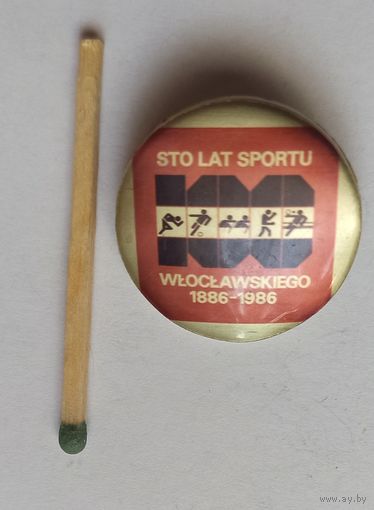 STO LAT SPORTU
100
WŁOCŁAWSKIEGO
1886-1986
www.ay.by